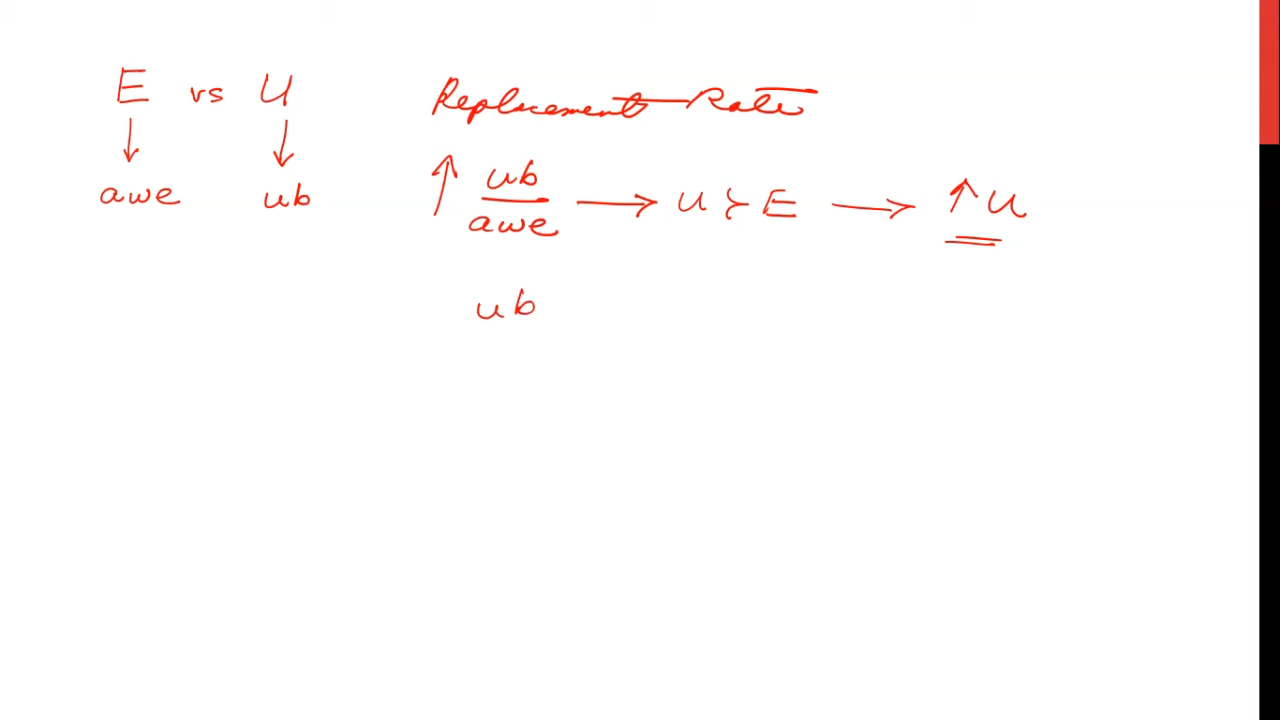 E vs U Replacement Rate
↓ ↓
awe ub
↑ ub/awe → U ≻ E → ↑ U
ub